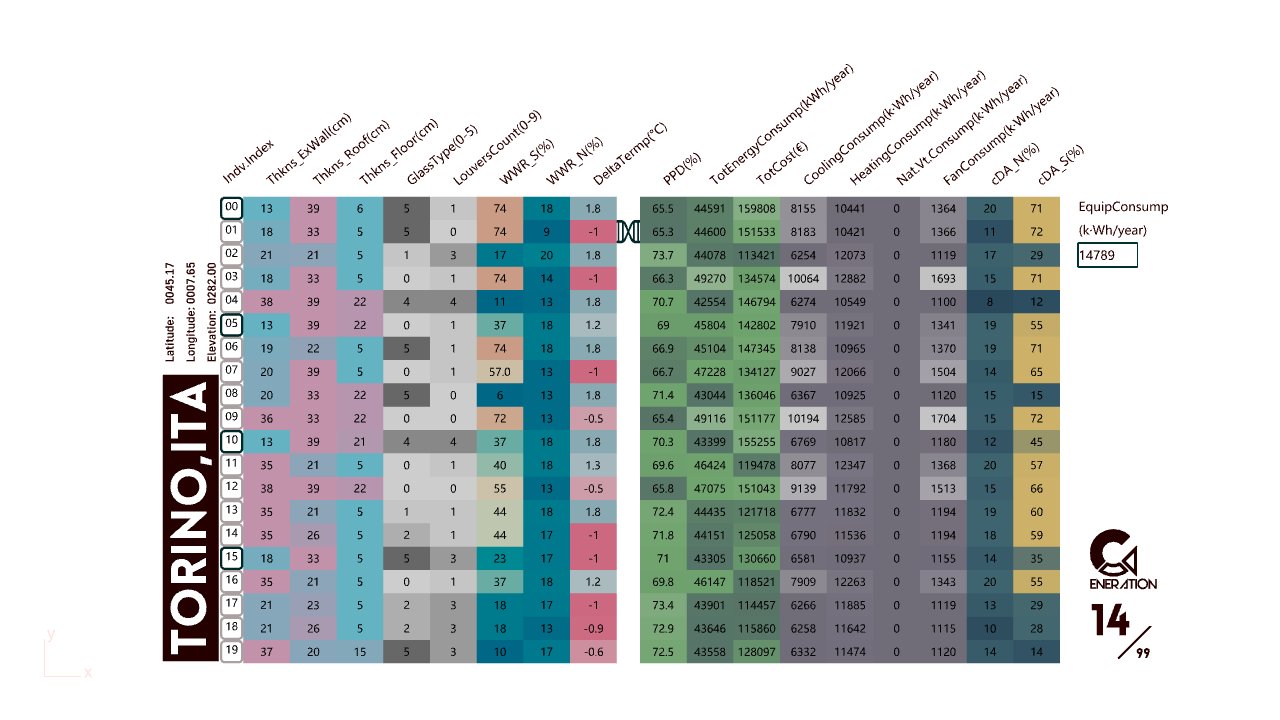 Indv.Index Thkns_ExWall(cm) Thkns_Roof(cm) Thkns_Floor(cm) GlassType(0-5) LouversCount(0-9) WWR_S(%) WWR_N(%) DeltaTermp(°C) PPD(%) TotEnergyConsump(kWh/year) TotCost(€) CoolingConsump(k·Wh/year) HeatingConsump(k·Wh/year) Nat.Vt.Consump(k·Wh/year) FanConsump(k·Wh/year) cDA_N(%) cDA_S(%)
00 13 39 6 5 1 74 18 1.8 65.5 44591 159808 8155 10441 0 1364 20 71
01 18 33 5 5 0 74 9 -1 65.3 44600 151533 8183 10421 0 1366 11 72
02 21 21 5 1 3 17 20 1.8 73.7 44078 113421 6254 12073 0 1119 17 29
03 18 33 5 0 1 74 14 -1 66.3 49270 134574 10064 12882 0 1693 15 71
04 38 39 22 4 4 11 13 1.8 70.7 42554 146794 6274 10549 0 1100 8 12
05 13 39 22 0 1 37 18 1.2 69 45804 142802 7910 11921 0 1341 19 55
06 19 22 5 5 1 74 18 1.8 66.9 45104 147345 8138 10965 0 1370 19 71
07 20 39 5 0 1 57.0 13 -1 66.7 47228 134127 9027 12066 0 1504 14 65
08 20 33 22 5 0 6 13 1.8 71.4 43044 136046 6367 10925 0 1120 15 15
09 36 33 22 0 0 72 13 -0.5 65.4 49116 151177 10194 12585 0 1704 15 72
10 13 39 21 4 4 37 18 1.8 70.3 43399 155255 6769 10817 0 1180 12 45
11 35 21 5 0 1 40 18 1.3 69.6 46424 119478 8077 12347 0 1368 20 57
12 38 39 22 0 0 55 13 -0.5 65.8 47075 151043 9139 11792 0 1513 15 66
13 35 21 5 1 1 44 18 1.8 72.4 44435 121718 6777 11832 0 1194 19 60
14 35 26 5 2 1 44 17 -1 71.8 44151 125058 6790 11536 0 1194 18 59
15 18 33 5 5 3 23 17 -1 71 43305 130660 6581 10937 0 1155 14 35
16 35 21 5 0 1 37 18 1.2 69.8 46147 118521 7909 12263 0 1343 20 55
17 21 23 5 2 3 18 17 -1 73.4 43901 114457 6266 11885 0 1119 13 29
18 21 26 5 2 3 18 13 -0.9 72.9 43646 115860 6258 11642 0 1115 10 28
19 37 20 15 5 3 10 17 -0.6 72.5 43558 128097 6332 11474 0 1120 14 14
EquipConsump
(k·Wh/year)
14789
Latitude: 0045.17
Longitude: 0007.65
Elevation: 0282.00
TORINO,ITA
ENERATION
14/99
y
x